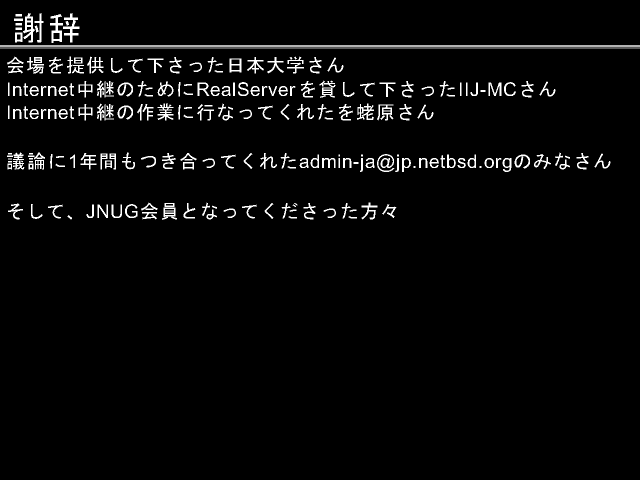 謝辞
会場を提供して下さった日本大学さん
Internet中継のためにRealServerを貸して下さったIIJ-MCさん
Internet中継の作業に行なってくれたを蛯原さん
議論に1年間もつき合ってくれたadmin-ja@jp.netbsd.orgのみなさん
そして、JNUG会員となってくださった方々